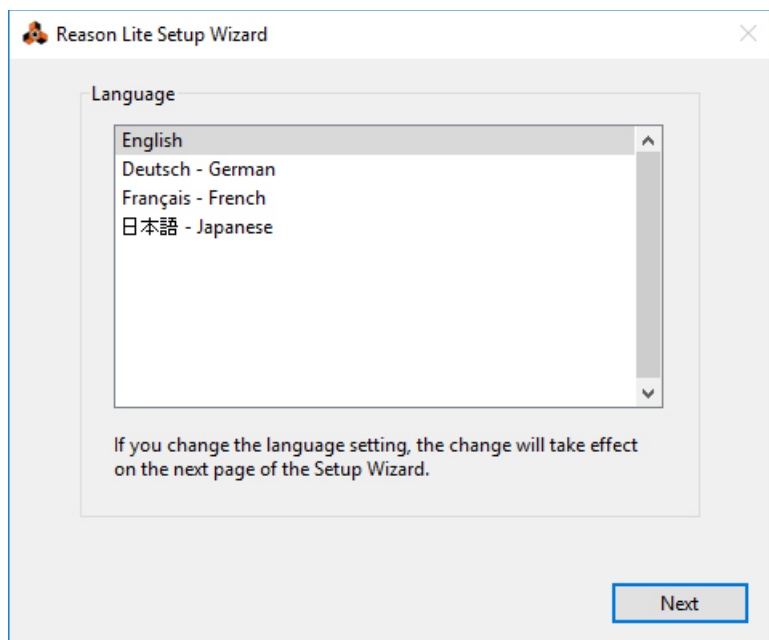 Reason Lite Setup Wizard
Language
English
Deutsch - German
Français - French
日本語 - Japanese
If you change the language setting, the change will take effect
on the next page of the Setup Wizard.
Next